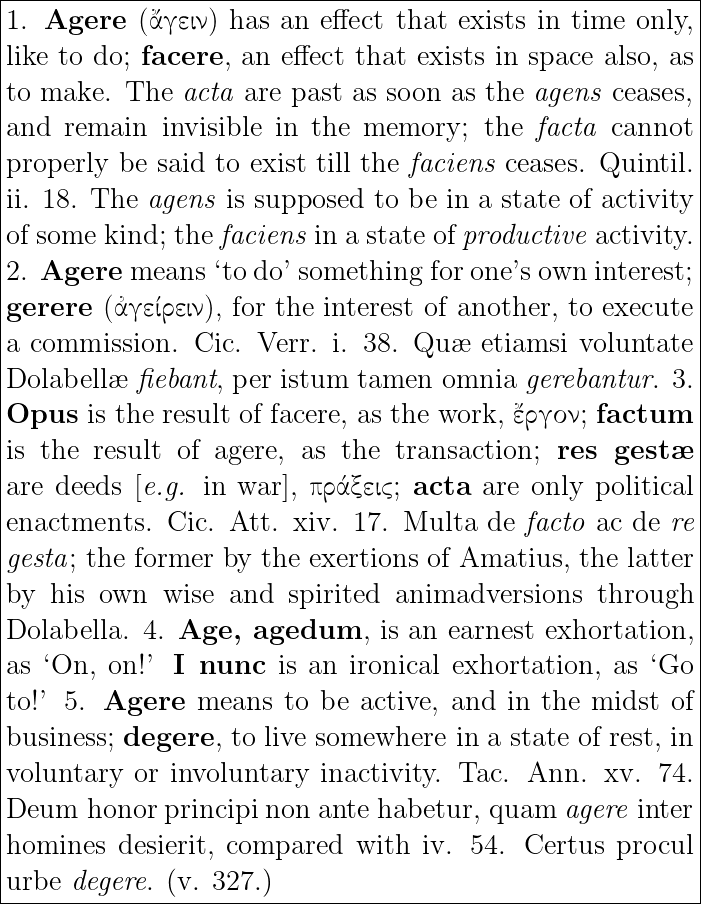 1. Agere (ἄγειν) has an effect that exists in time only,
like to do; facere, an effect that exists in space also, as
to make. The acta are past as soon as the agens ceases,
and remain invisible in the memory; the facta cannot
properly be said to exist till the faciens ceases. Quintil.
ii. 18. The agens is supposed to be in a state of activity
of some kind; the faciens in a state of productive activity.
2. Agere means ‘to do’ something for one’s own interest;
gerere (ἀγείρειν), for the interest of another, to execute
a commission. Cic. Verr. i. 38. Quæ etiamsi voluntate
Dolabellæ fiebant, per istum tamen omnia gerebantur. 3.
Opus is the result of facere, as the work, ἔργον; factum
is the result of agere, as the transaction; res gestæ
are deeds [e.g. in war], πράξεις; acta are only political
enactments. Cic. Att. xiv. 17. Multa de facto ac de re
gesta; the former by the exertions of Amatius, the latter
by his own wise and spirited animadversions through
Dolabella. 4. Age, agedum, is an earnest exhortation,
as ‘On, on!’ I nunc is an ironical exhortation, as ‘Go
to!’ 5. Agere means to be active, and in the midst of
business; degere, to live somewhere in a state of rest, in
voluntary or involuntary inactivity. Tac. Ann. xv. 74.
Deum honor principi non ante habetur, quam agere inter
homines desierit, compared with iv. 54. Certus procul
urbe degere. (v. 327.)